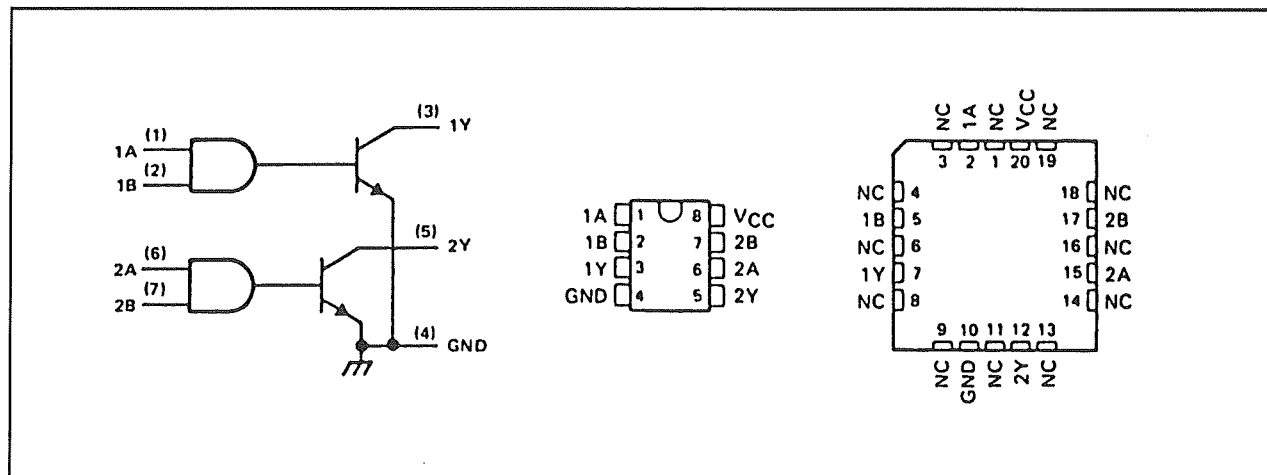 (1)
1A
(2)
1B
(3)
1Y
(6)
2A
(7)
2B
(5)
2Y
(4)
GND
1A 1 8 VCC
1B 2 7 2B
1Y 3 6 2A
GND 4 5 2Y
NC 1A NC VCC NC
3 2 1 20 19
NC 4 18 NC
1B 5 17 2B
NC 6 16 NC
1Y 7 15 2A
NC 8 14 NC
9 10 11 12 13
NC GND NC 2Y NC